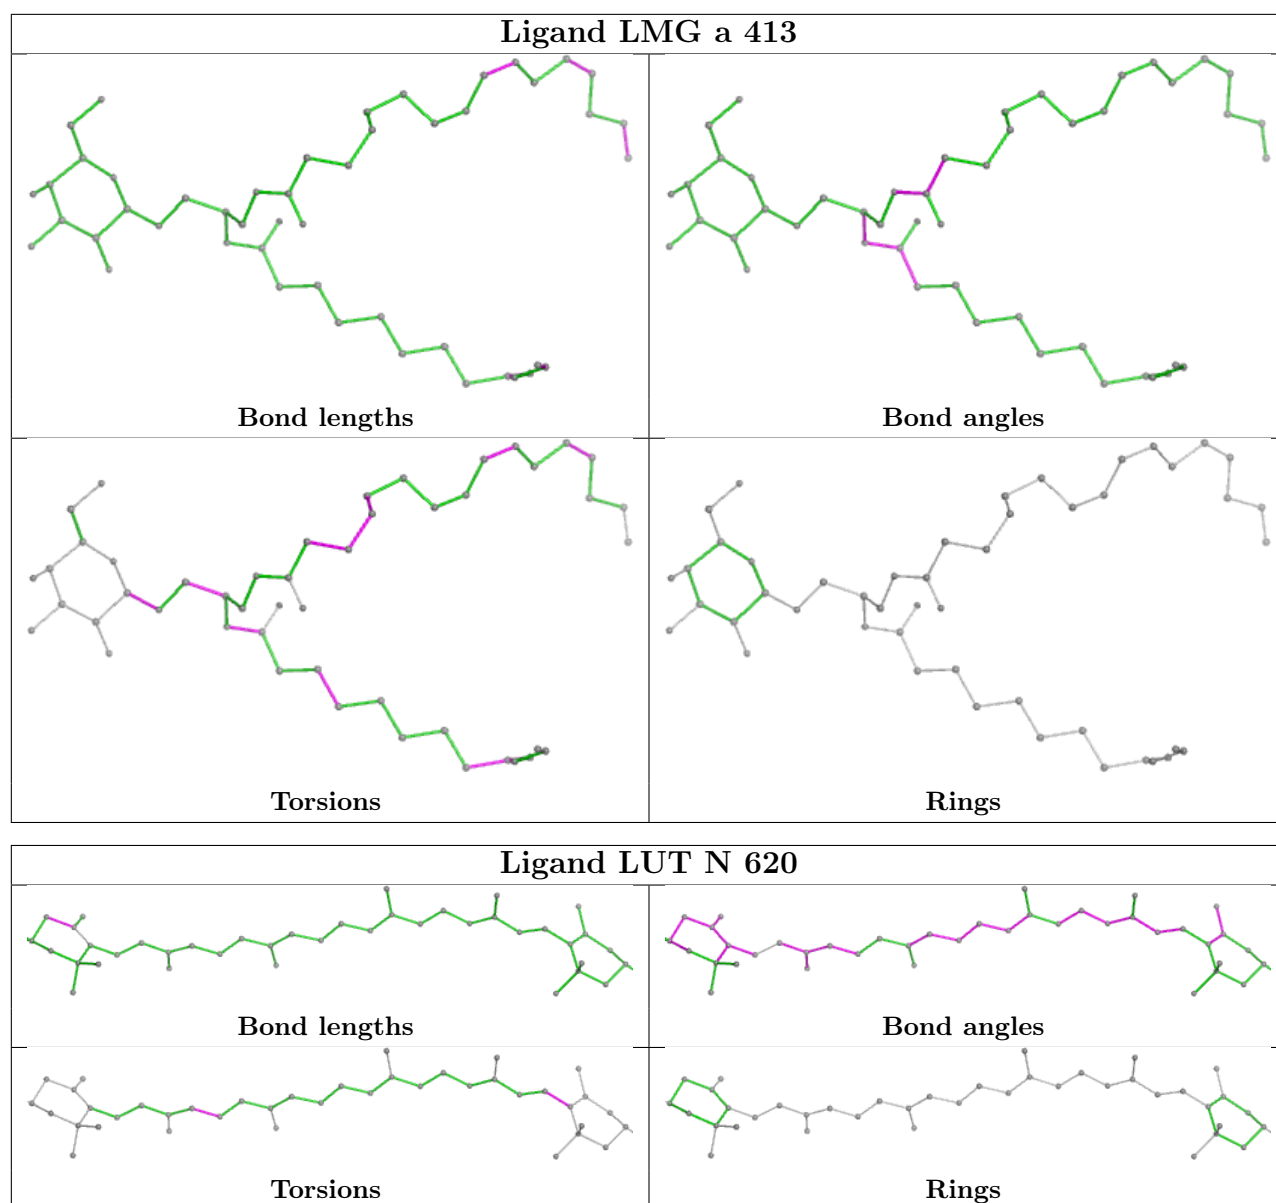 Ligand LMG a 413
Bond lengths
Bond angles
Torsions
Rings
Ligand LUT N 620
Bond lengths
Bond angles
Torsions
Rings